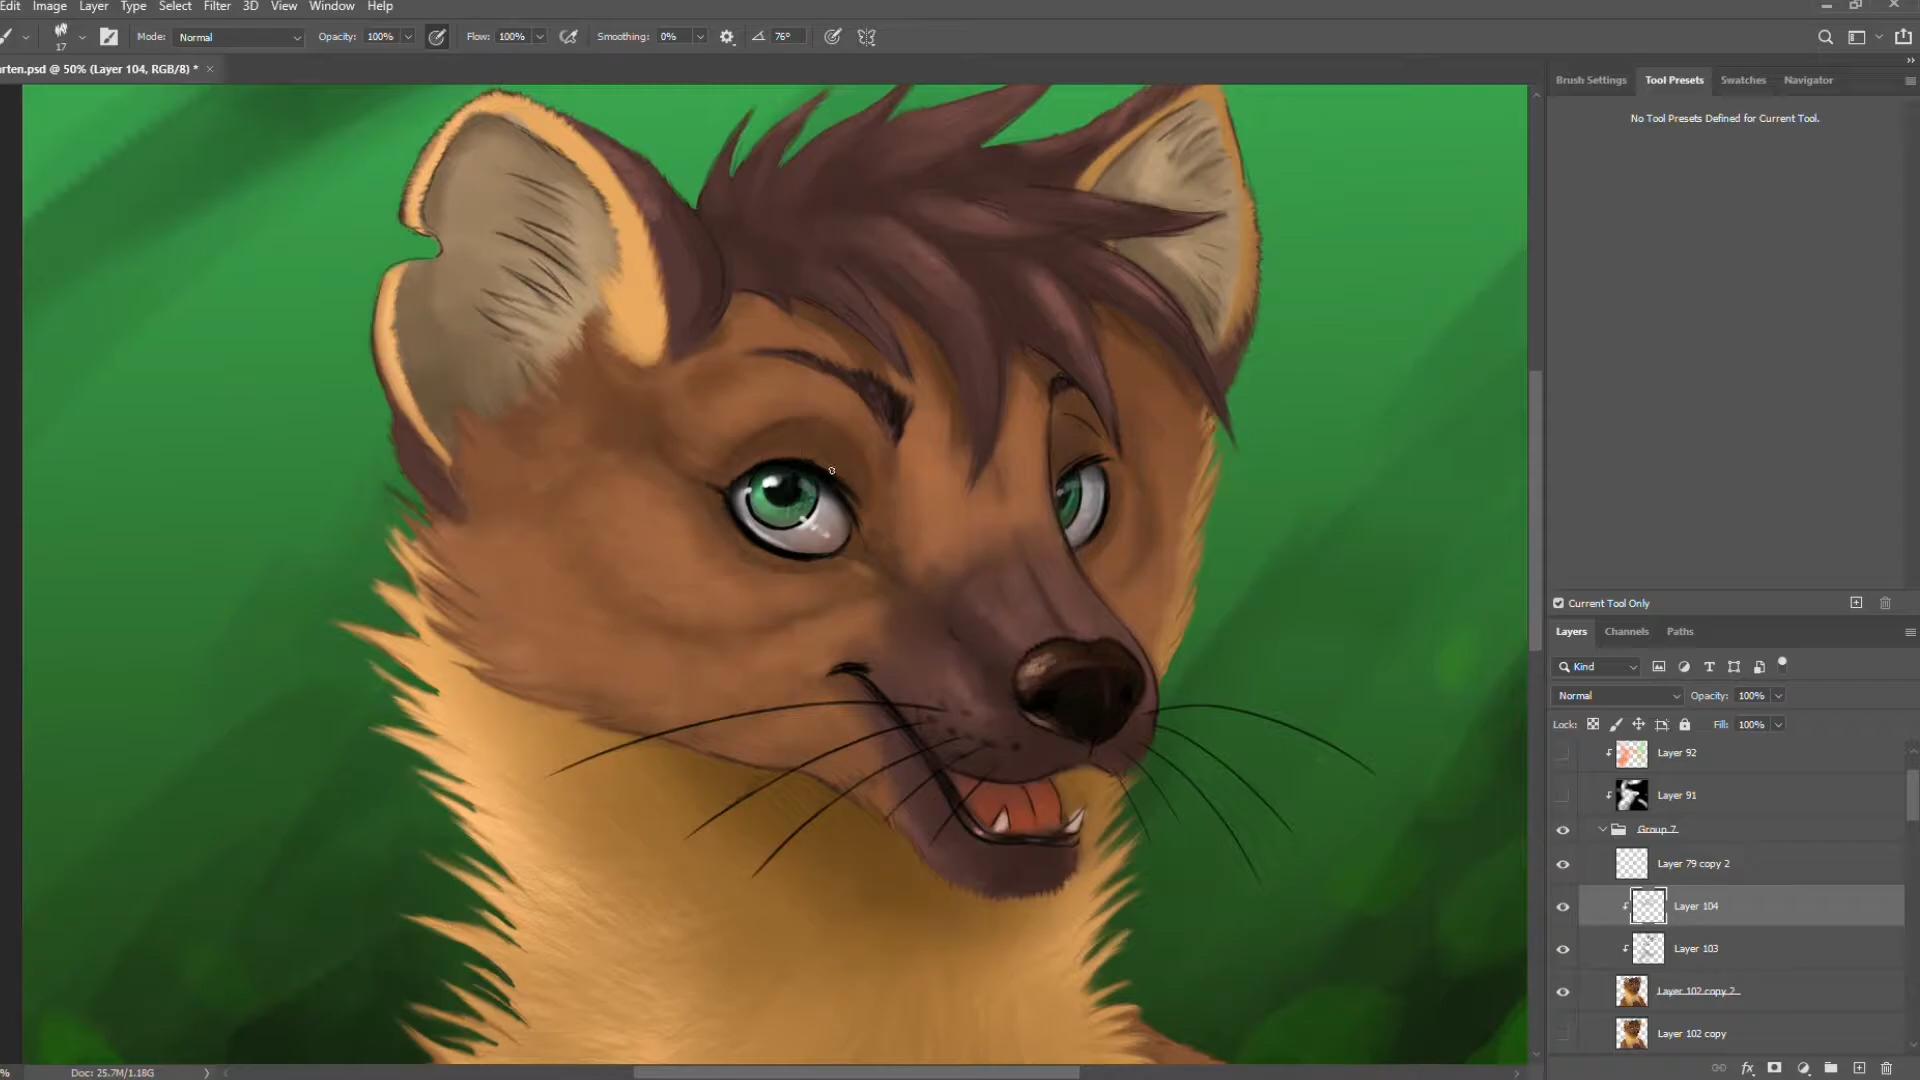 Edit Image Layer Type Select Filter 3D View Window Help
17 Mode: Normal Opacity: 100% Flow: 100% Smoothing: 0% 76°
arten.psd @ 50% (Layer 104, RGB/8) * ×
Brush Settings Tool Presets Swatches Navigator
No Tool Presets Defined for Current Tool.
Current Tool Only
Layers Channels Paths
Kind
Normal Opacity: 100%
Lock: Fill: 100%
Layer 92
Layer 91
Group 7
Layer 79 copy 2
Layer 104
Layer 103
Layer 102 copy 2
Layer 102 copy
% Doc: 25.7M/1.18G
fx